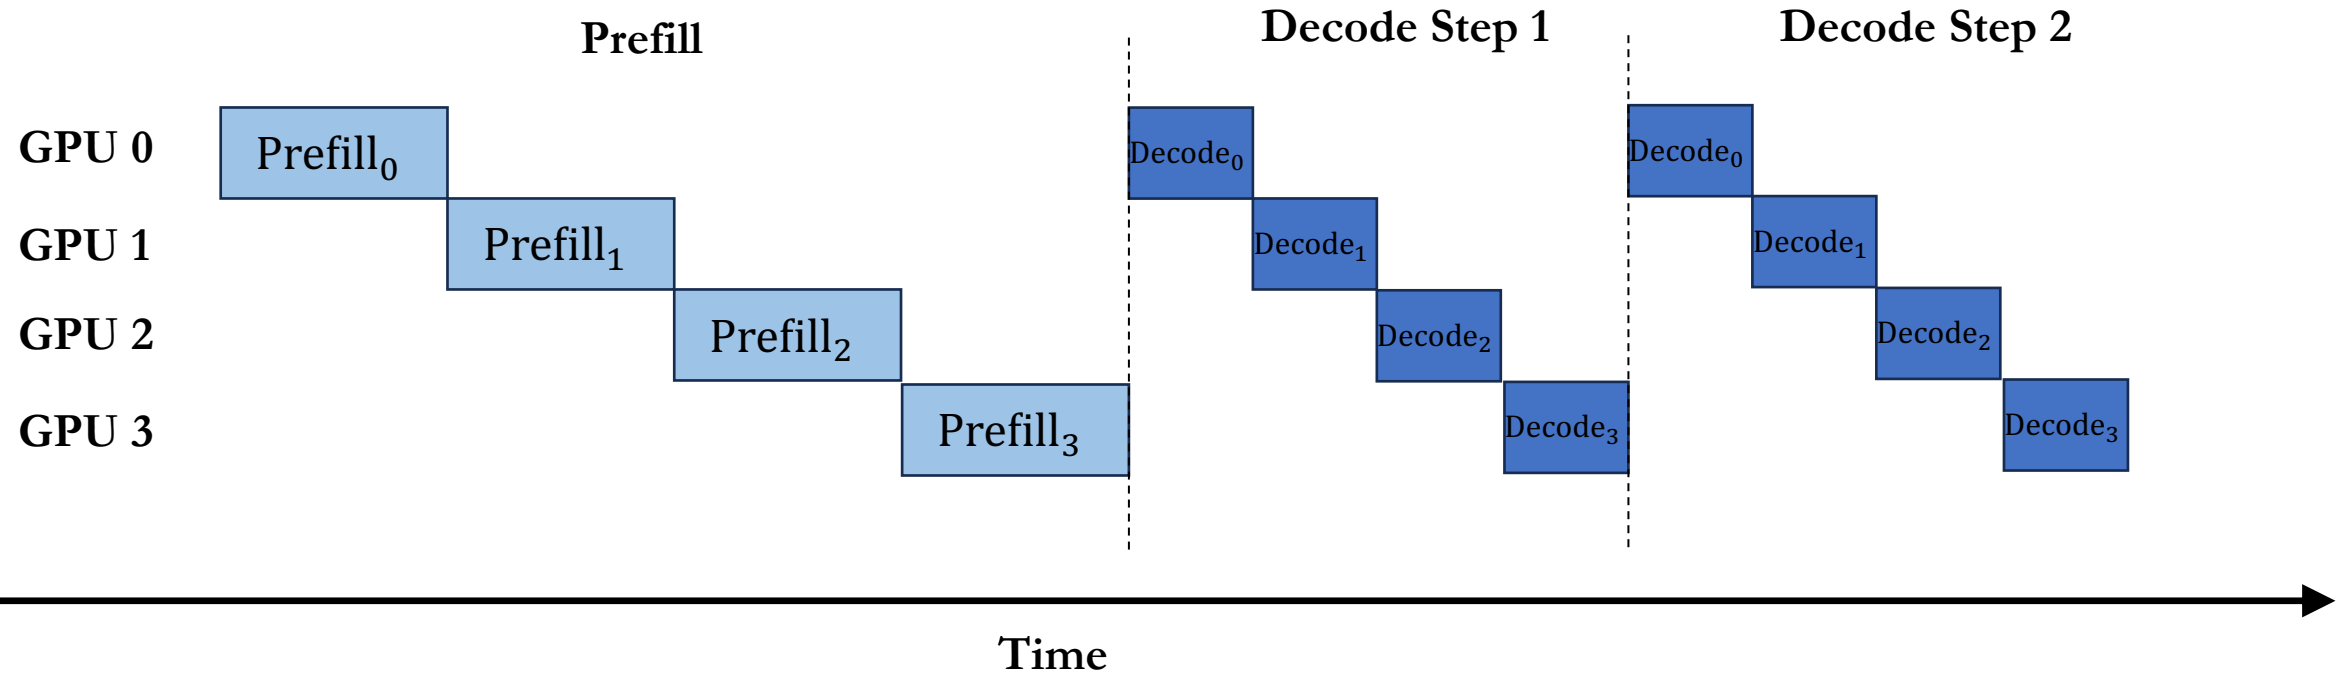 Prefill
Decode Step 1
Decode Step 2
GPU 0
Prefill₀
Decode₀
Decode₀
GPU 1
Prefill₁
Decode₁
Decode₁
GPU 2
Prefill₂
Decode₂
Decode₂
GPU 3
Prefill₃
Decode₃
Decode₃
Time